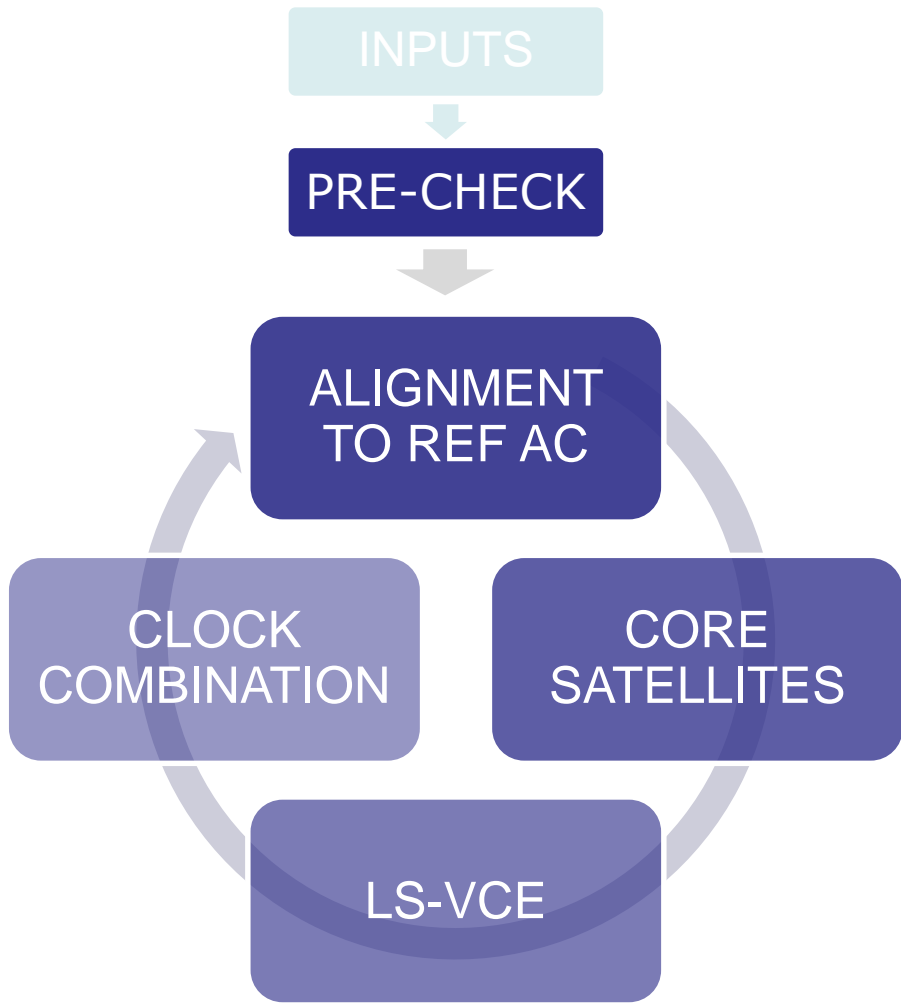 INPUTS
PRE-CHECK
ALIGNMENT
TO REF AC
CLOCK
COMBINATION
CORE
SATELLITES
LS-VCE